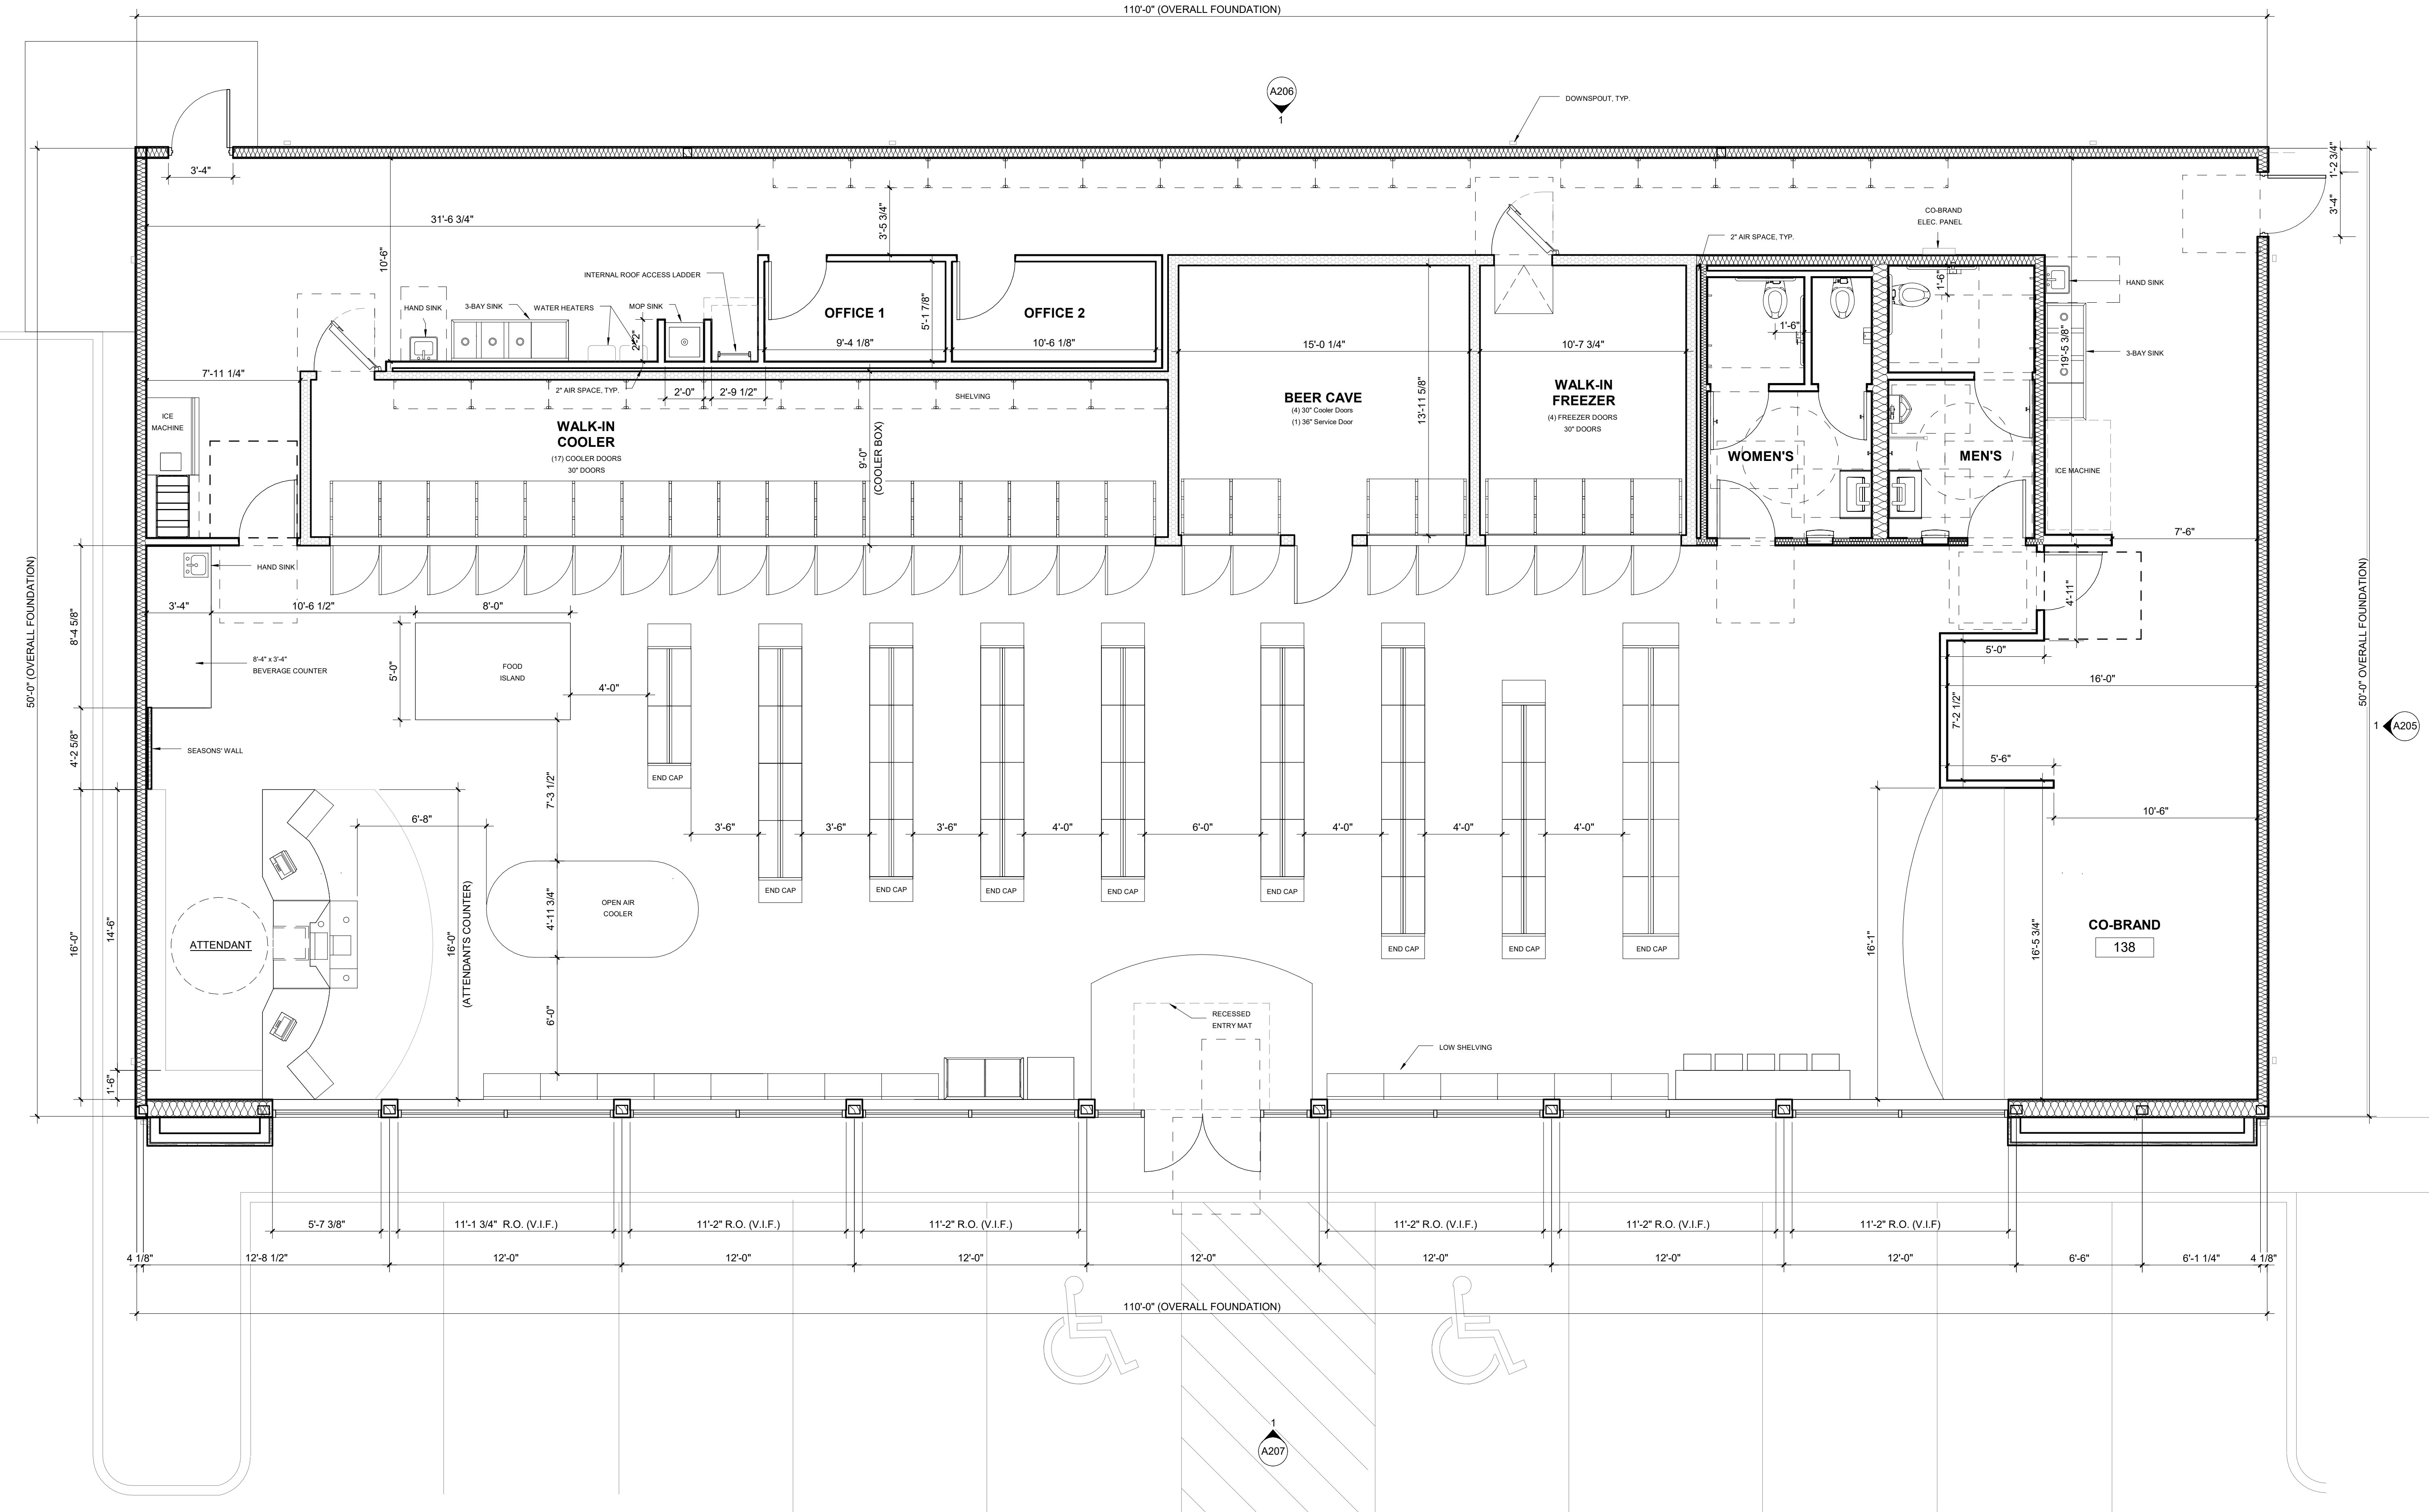 110'-0" (OVERALL FOUNDATION)
A206
1
DOWNSPOUT, TYP.
3'-4"
1'-2 3/4"
3'-4"
31'-6 3/4"
3'-5 3/4"
10'-6"
CO-BRAND
ELEC. PANEL
2" AIR SPACE, TYP.
INTERNAL ROOF ACCESS LADDER
HAND SINK
3-BAY SINK
WATER HEATERS
MOP SINK
2'-2"
OFFICE 1
5'-1 7/8"
OFFICE 2
9'-4 1/8"
10'-6 1/8"
15'-0 1/4"
10'-7 3/4"
1'-6"
1'-6"
HAND SINK
19'-5 3/8"
3-BAY SINK
7'-11 1/4"
2" AIR SPACE, TYP.
2'-0"
2'-9 1/2"
SHELVING
ICE
MACHINE
WALK-IN
COOLER
(17) COOLER DOORS
30" DOORS
9'-0"
(COOLER BOX)
BEER CAVE
(4) 30" Cooler Doors
(1) 36" Service Door
13'-11 5/8"
WALK-IN
FREEZER
(4) FREEZER DOORS
30" DOORS
WOMEN'S
MEN'S
ICE MACHINE
7'-6"
50'-0" (OVERALL FOUNDATION)
50'-0" OVERALL FOUNDATION)
HAND SINK
3'-4"
10'-6 1/2"
8'-0"
8'-4 5/8"
4'-11"
8'-4" x 3'-4"
BEVERAGE COUNTER
5'-0"
FOOD
ISLAND
4'-0"
5'-0"
16'-0"
7'-2 1/2"
1
A205
4'-2 5/8"
SEASONS' WALL
5'-6"
END CAP
7'-3 1/2"
10'-6"
6'-8"
3'-6"
3'-6"
3'-6"
4'-0"
6'-0"
4'-0"
4'-0"
4'-0"
END CAP
END CAP
END CAP
END CAP
END CAP
END CAP
END CAP
END CAP
16'-0"
14'-6"
1'-6"
ATTENDANT
16'-0"
(ATTENDANTS COUNTER)
OPEN AIR
COOLER
4'-11 3/4"
6'-0"
16'-1"
16'-5 3/4"
CO-BRAND
138
RECESSED
ENTRY MAT
LOW SHELVING
5'-7 3/8"
11'-1 3/4" R.O. (V.I.F.)
11'-2" R.O. (V.I.F.)
11'-2" R.O. (V.I.F.)
11'-2" R.O. (V.I.F.)
11'-2" R.O. (V.I.F.)
11'-2" R.O. (V.I.F)
4 1/8"
12'-8 1/2"
12'-0"
12'-0"
12'-0"
12'-0"
12'-0"
12'-0"
12'-0"
6'-6"
6'-1 1/4"
4 1/8"
110'-0" (OVERALL FOUNDATION)
1
A207